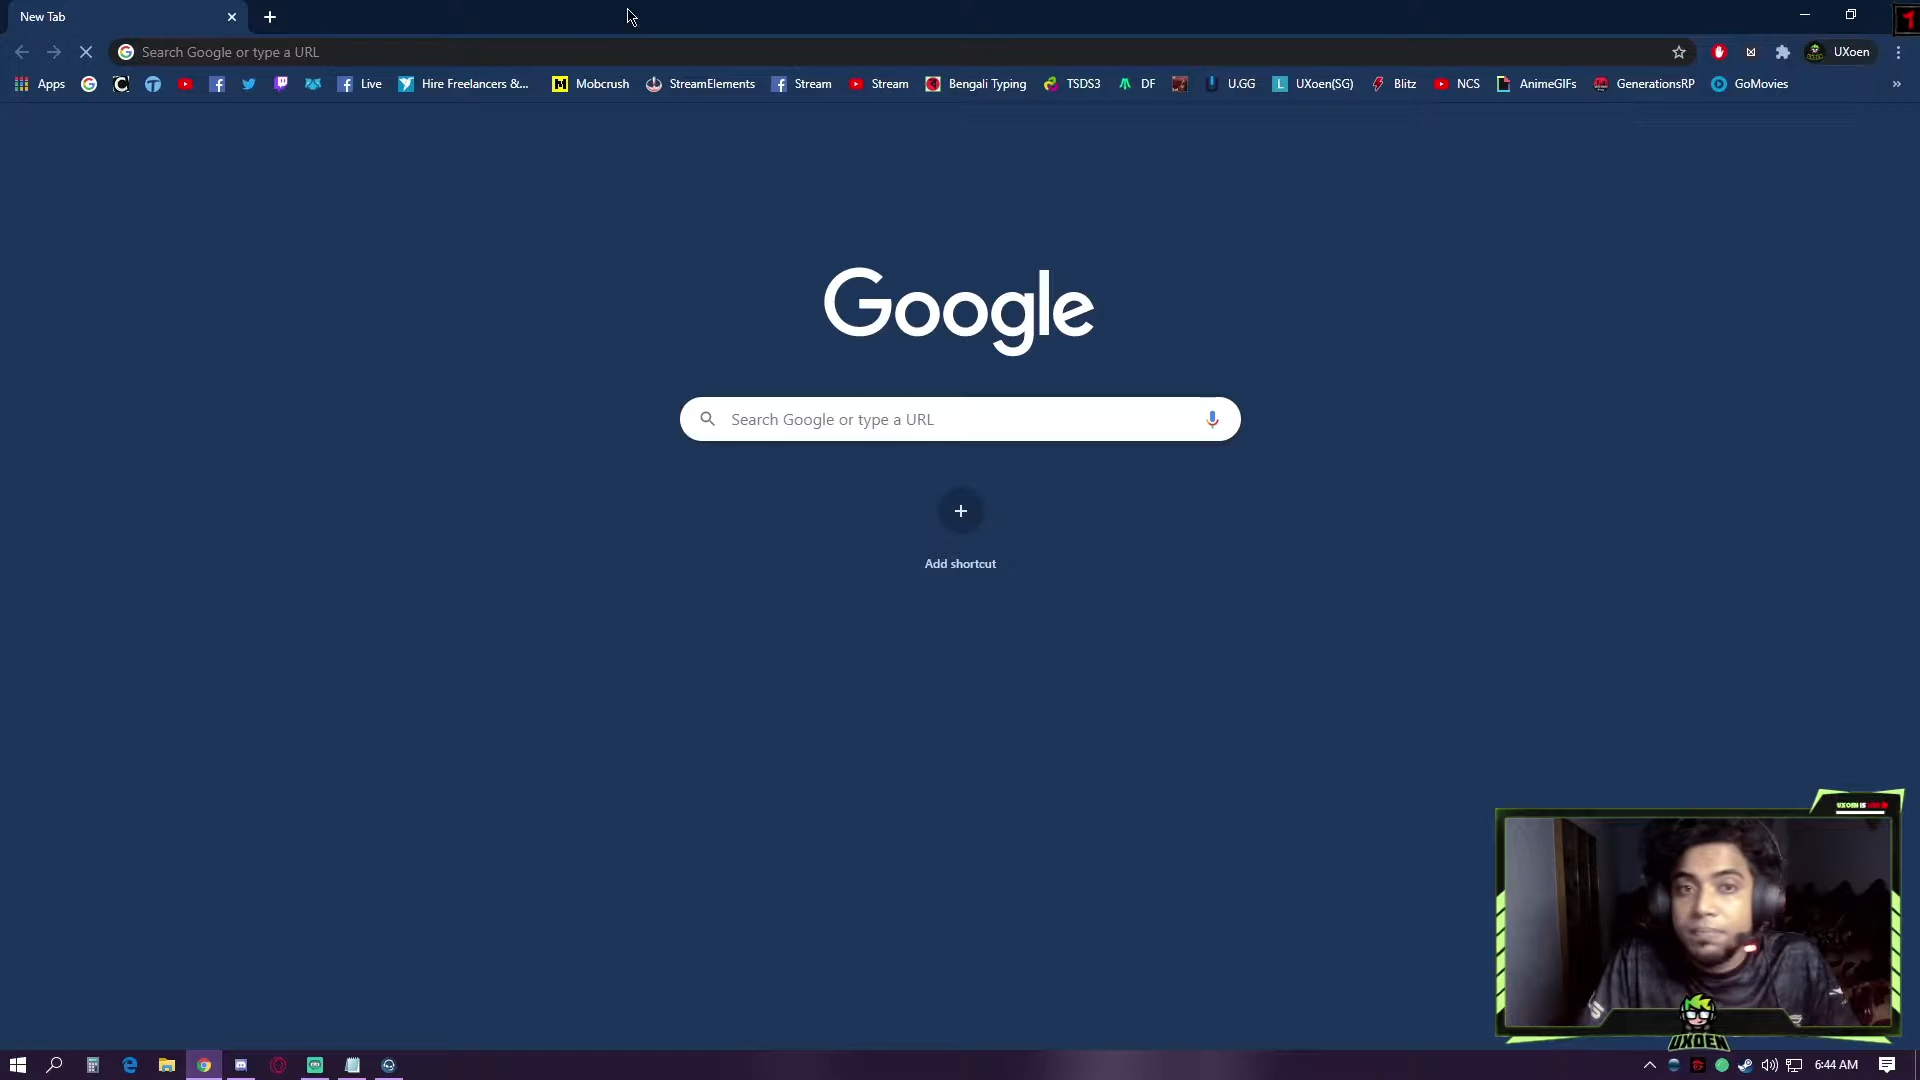 New Tab
Search Google or type a URL
UXoen
Apps
Live
Hire Freelancers &...
Mobcrush
StreamElements
Stream
Stream
Bengali Typing
TSDS3
DF
U.GG
UXoen(SG)
Blitz
NCS
AnimeGIFs
GenerationsRP
GoMovies
Google
Search Google or type a URL
Add shortcut
UXOEN IS
UXOEN
6:44 AM